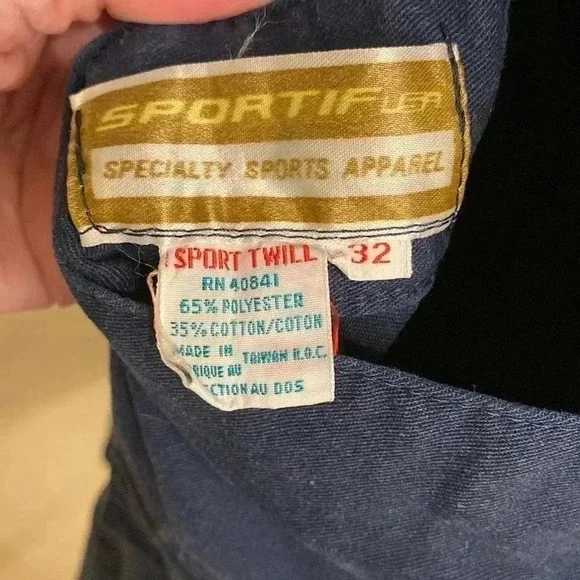 SPORTIF USA
SPECIALTY SPORTS APPAREL
SPORT TWILL
32
RN 40841
65% POLYESTER
35% COTTON/COTON
MADE IN TAIWAN R.O.C.
RIQUE AU
CTION AU DOS